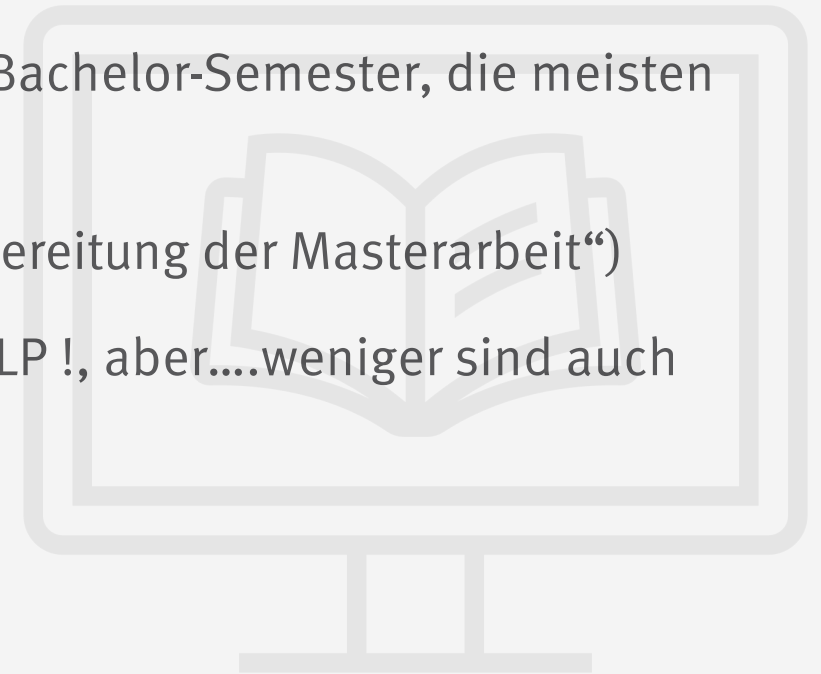 Bachelor-Semester, die meisten
ereitung der Masterarbeit“)
LP !, aber....weniger sind auch